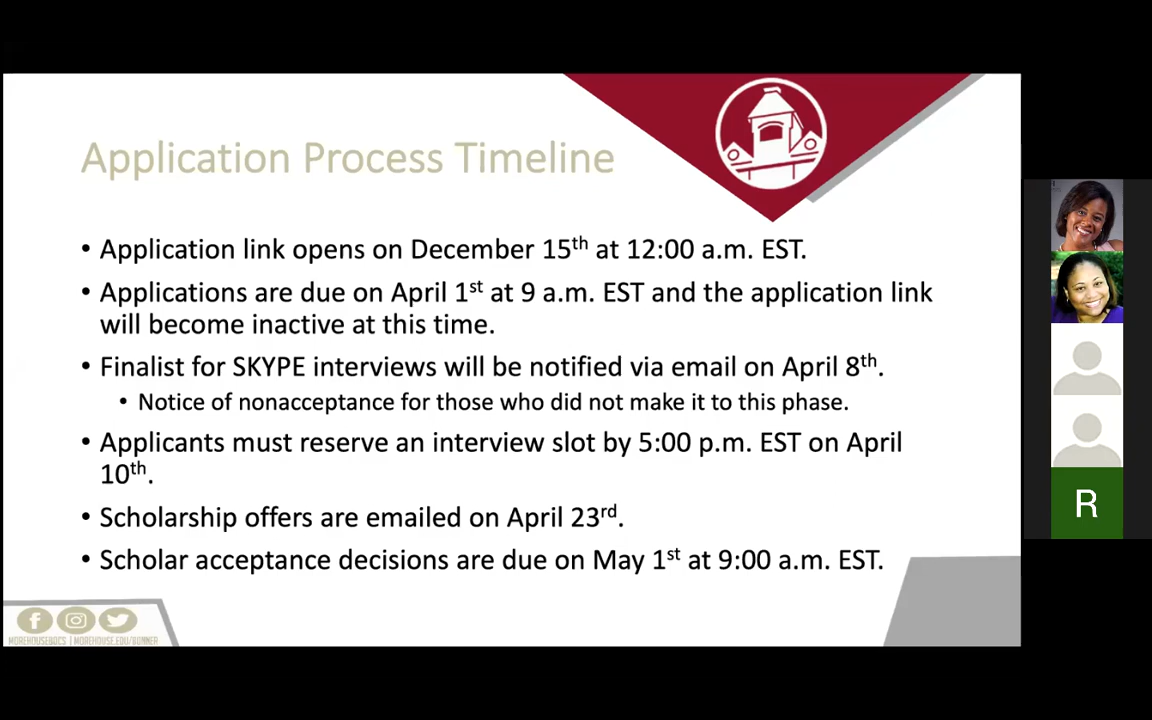 Application Process Timeline
• Application link opens on December 15th at 12:00 a.m. EST.
• Applications are due on April 1st at 9 a.m. EST and the application link
will become inactive at this time.
• Finalist for SKYPE interviews will be notified via email on April 8th.
• Notice of nonacceptance for those who did not make it to this phase.
• Applicants must reserve an interview slot by 5:00 p.m. EST on April
10th.
• Scholarship offers are emailed on April 23rd.
• Scholar acceptance decisions are due on May 1st at 9:00 a.m. EST.
R
MOREHOUSEBOCS | MOREHOUSE.EDU/BONNER